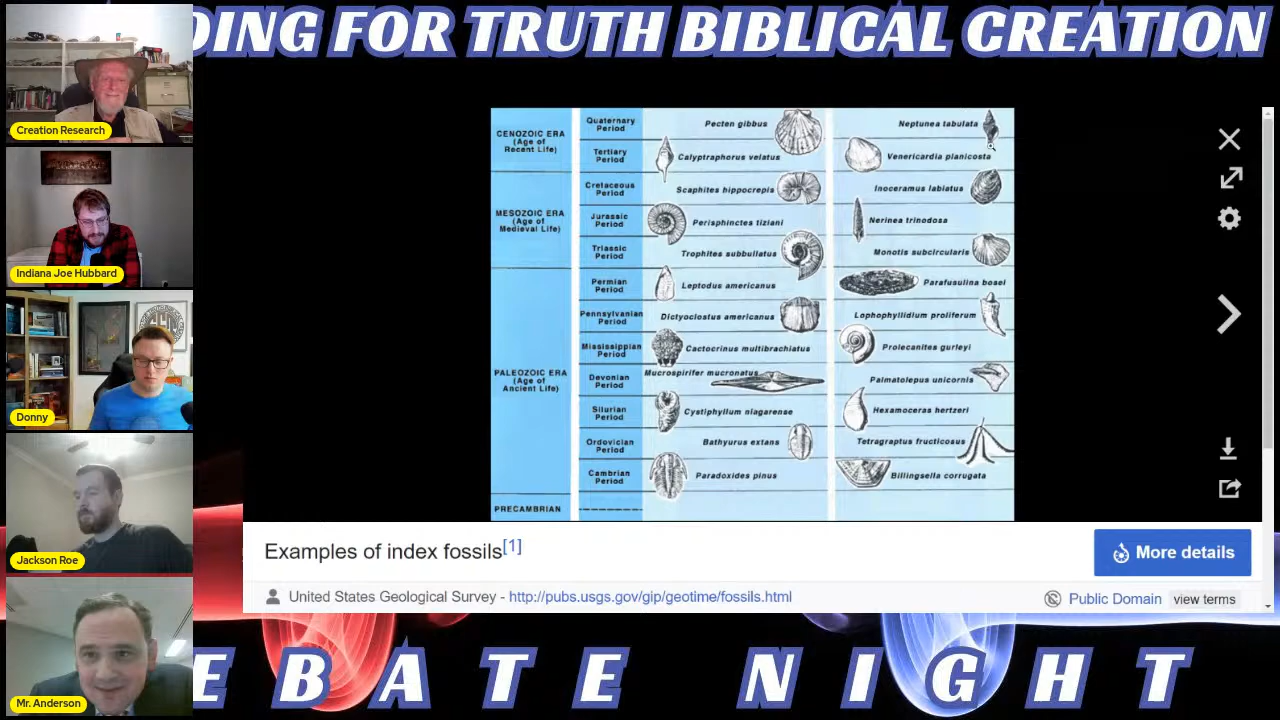 DING FOR TRUTH BIBLICAL CREATION
Creation Research
Indiana Joe Hubbard
Donny
Jackson Roe
Mr. Anderson
CENOZOIC ERA
(Age of
Recent Life)
Quaternary
Period
Pecten gibbus
Neptunea tabulata
Tertiary
Period
Calyptraphorus velatus
Venericardia planicosta
MESOZOIC ERA
(Age of
Medieval Life)
Cretaceous
Period
Scaphites hippocrepis
Inoceramus labiatus
Jurassic
Period
Perisphinctes tiziani
Nerinea trinodosa
Triassic
Period
Trophites subbullatus
Monotis subcircularis
PALEOZOIC ERA
(Age of
Ancient Life)
Permian
Period
Leptodus americanus
Parafusulina bosei
Pennsylvanian
Period
Dictyoclostus americanus
Lophophyllidium proliferum
Mississippian
Period
Cactocrinus multibrachiatus
Prolecanites gurleyi
Devonian
Period
Mucrospirifer mucronatus
Palmatolepus unicornis
Silurian
Period
Cystiphyllum niagarense
Hexamoceras hertzeri
Ordovician
Period
Bathyurus extans
Tetragraptus fructicosus
Cambrian
Period
Paradoxides pinus
Billingsella corrugata
PRECAMBRIAN
Examples of index fossils[1]
More details
United States Geological Survey - http://pubs.usgs.gov/gip/geotime/fossils.html
Public Domain view terms
EBATE NIGHT